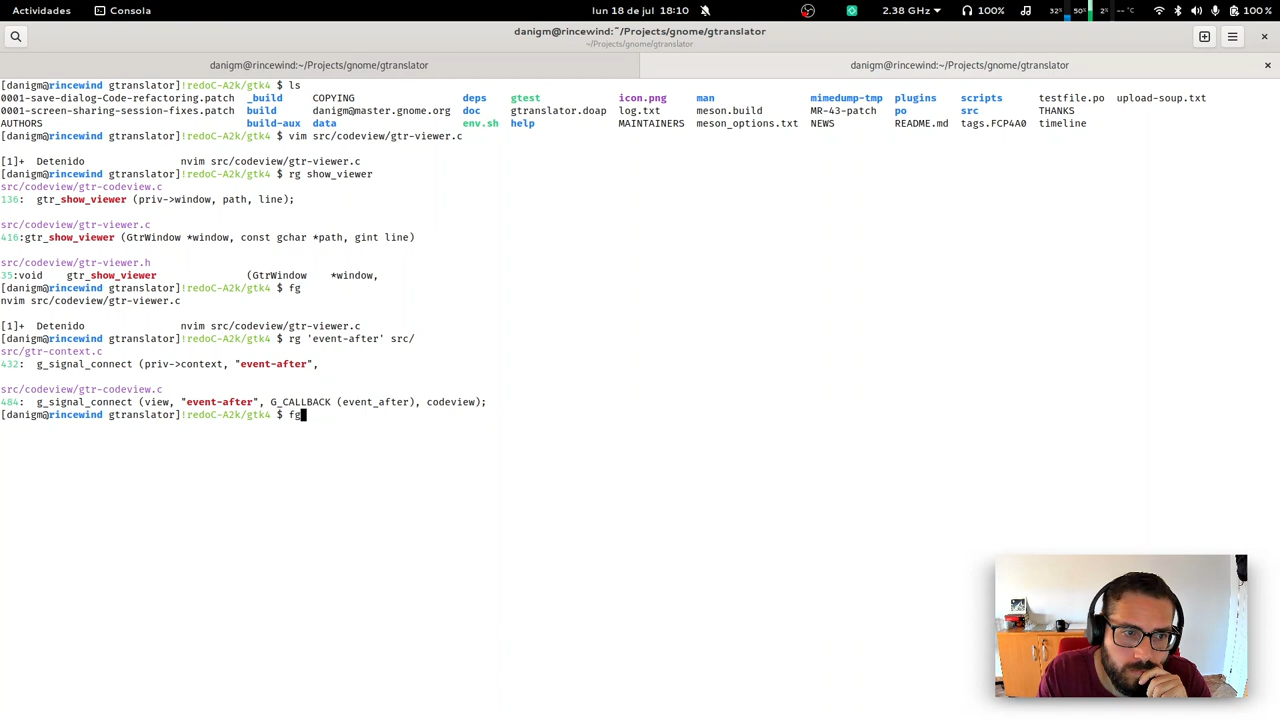 Actividades Consola lun 18 de jul 18:10 2.38 GHz 100% 32% 50% 2% -- °C 100 %
danigm@rincewind:~/Projects/gnome/gtranslator
~/Projects/gnome/gtranslator
danigm@rincewind:~/Projects/gnome/gtranslator danigm@rincewind:~/Projects/gnome/gtranslator
[danigm@rincewind gtranslator]!redoC-A2k/gtk4 $ ls
0001-save-dialog-Code-refactoring.patch _build COPYING deps gtest icon.png man mimedump-tmp plugins scripts testfile.po upload-soup.txt
0001-screen-sharing-session-fixes.patch build danigm@master.gnome.org doc gtranslator.doap log.txt meson.build MR-43-patch po src THANKS
AUTHORS build-aux data env.sh help MAINTAINERS meson_options.txt NEWS README.md tags.FCP4A0 timeline
[danigm@rincewind gtranslator]!redoC-A2k/gtk4 $ vim src/codeview/gtr-viewer.c
[1]+ Detenido nvim src/codeview/gtr-viewer.c
[danigm@rincewind gtranslator]!redoC-A2k/gtk4 $ rg show_viewer
src/codeview/gtr-codeview.c
136: gtr_show_viewer (priv->window, path, line);
src/codeview/gtr-viewer.c
416:gtr_show_viewer (GtrWindow *window, const gchar *path, gint line)
src/codeview/gtr-viewer.h
35:void gtr_show_viewer (GtrWindow *window,
[danigm@rincewind gtranslator]!redoC-A2k/gtk4 $ fg
nvim src/codeview/gtr-viewer.c
[1]+ Detenido nvim src/codeview/gtr-viewer.c
[danigm@rincewind gtranslator]!redoC-A2k/gtk4 $ rg 'event-after' src/
src/gtr-context.c
432: g_signal_connect (priv->context, "event-after",
src/codeview/gtr-codeview.c
484: g_signal_connect (view, "event-after", G_CALLBACK (event_after), codeview);
[danigm@rincewind gtranslator]!redoC-A2k/gtk4 $ fg